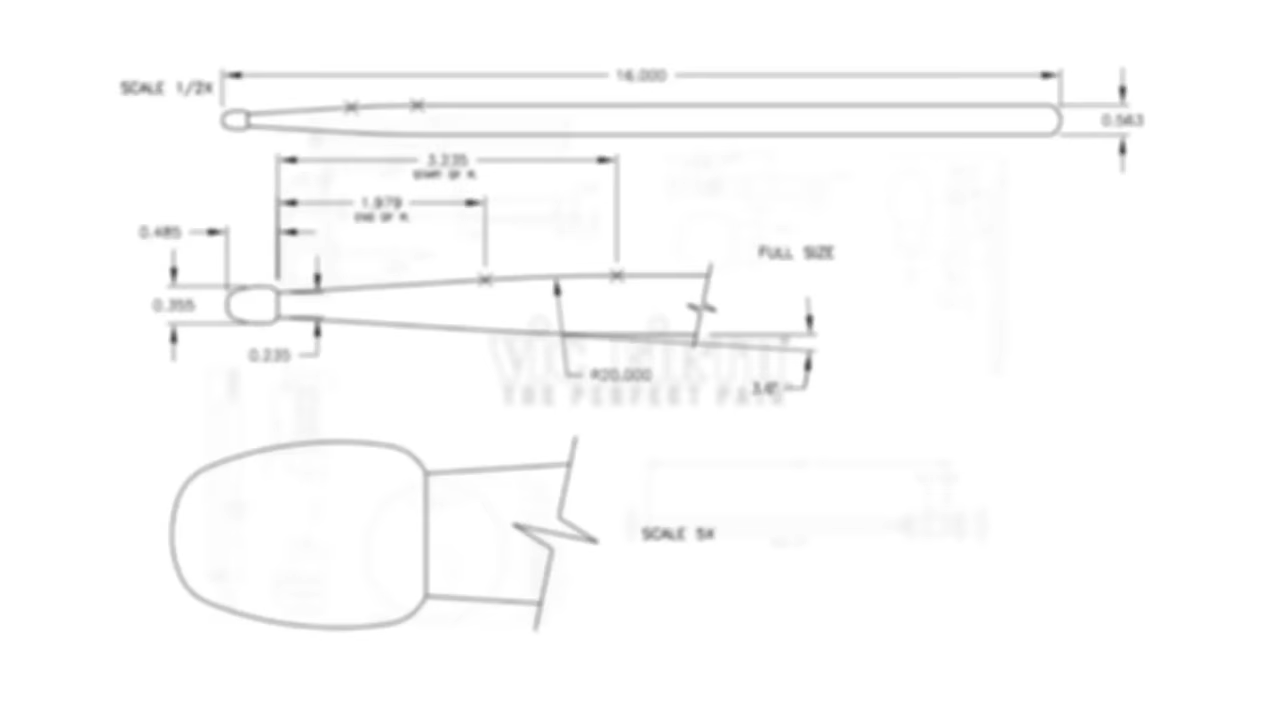 16.000
SCALE 1/2X
0.563
3.235
START OF R.
1.979
END OF R.
0.485
FULL SIZE
0.355
0.235
R20.000
THE PERFECT PAIR
SCALE 5X